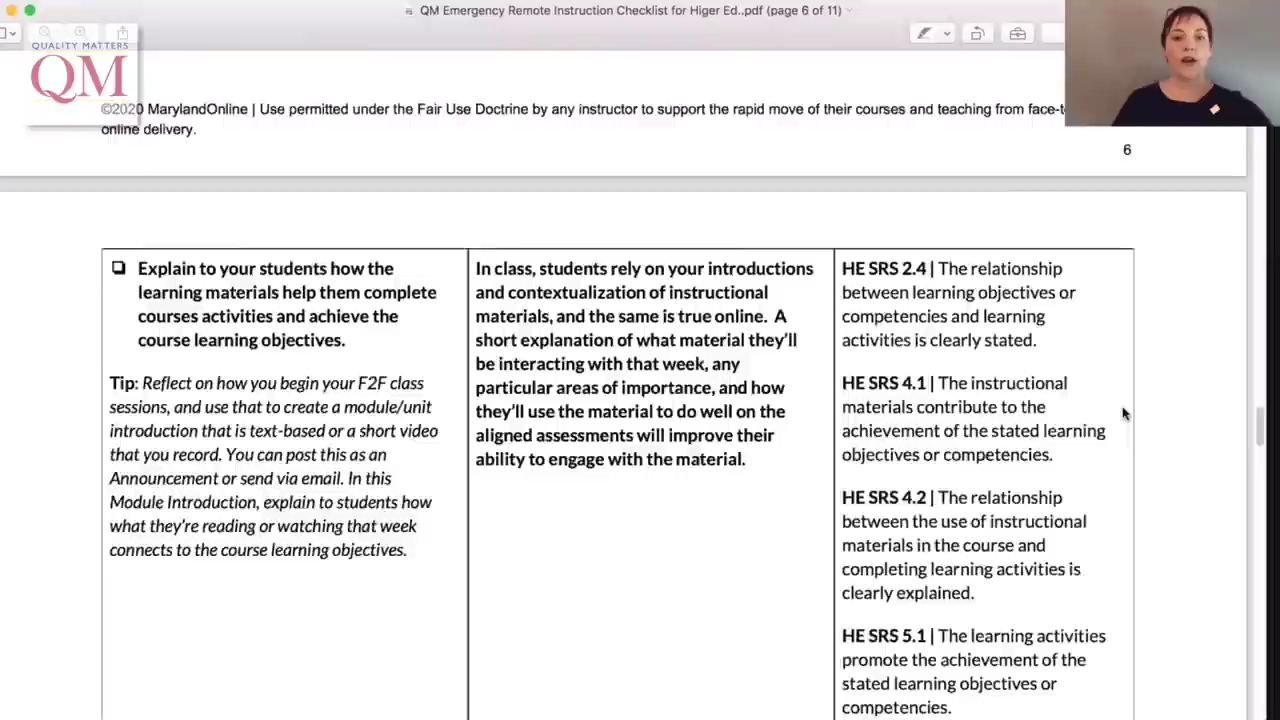 QM Emergency Remote Instruction Checklist for Higer Ed..pdf (page 6 of 11)
QUALITY MATTERS
QM
©2020 MarylandOnline | Use permitted under the Fair Use Doctrine by any instructor to support the rapid move of their courses and teaching from face-t
online delivery.
6
Explain to your students how the
learning materials help them complete
courses activities and achieve the
course learning objectives.
Tip: Reflect on how you begin your F2F class
sessions, and use that to create a module/unit
introduction that is text-based or a short video
that you record. You can post this as an
Announcement or send via email. In this
Module Introduction, explain to students how
what they're reading or watching that week
connects to the course learning objectives.
In class, students rely on your introductions
and contextualization of instructional
materials, and the same is true online. A
short explanation of what material they'll
be interacting with that week, any
particular areas of importance, and how
they'll use the material to do well on the
aligned assessments will improve their
ability to engage with the material.
HE SRS 2.4 | The relationship
between learning objectives or
competencies and learning
activities is clearly stated.
HE SRS 4.1 | The instructional
materials contribute to the
achievement of the stated learning
objectives or competencies.
HE SRS 4.2 | The relationship
between the use of instructional
materials in the course and
completing learning activities is
clearly explained.
HE SRS 5.1 | The learning activities
promote the achievement of the
stated learning objectives or
competencies.